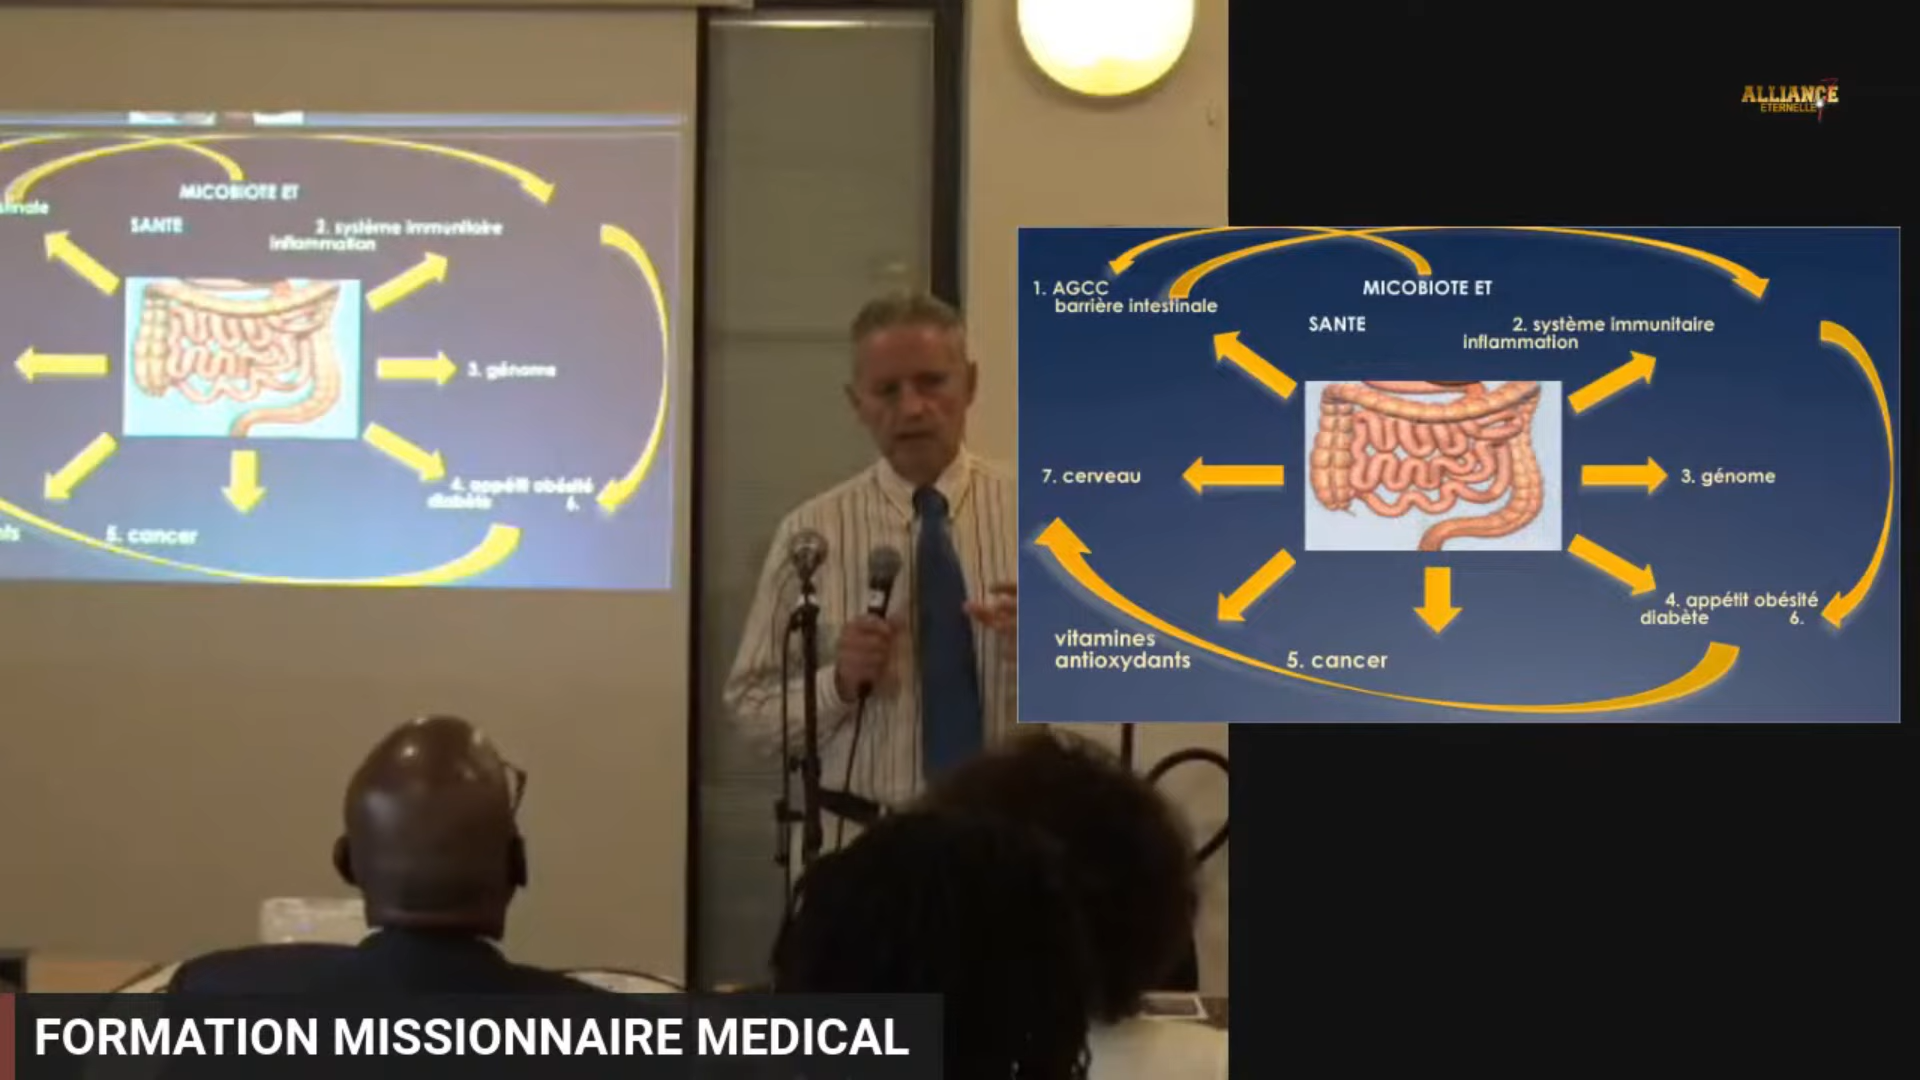 MICOBIOTE ET
SANTE
2. système immunitaire
inflammation
3. génome
4. appétit obésité
diabète 6.
5. cancer
ALLIANCE
ETERNELLE
1. AGCC
barrière intestinale
MICOBIOTE ET
SANTE
2. système immunitaire
inflammation
7. cerveau
3. génome
4. appétit obésité
diabète 6.
vitamines
antioxydants
5. cancer
FORMATION MISSIONNAIRE MEDICAL